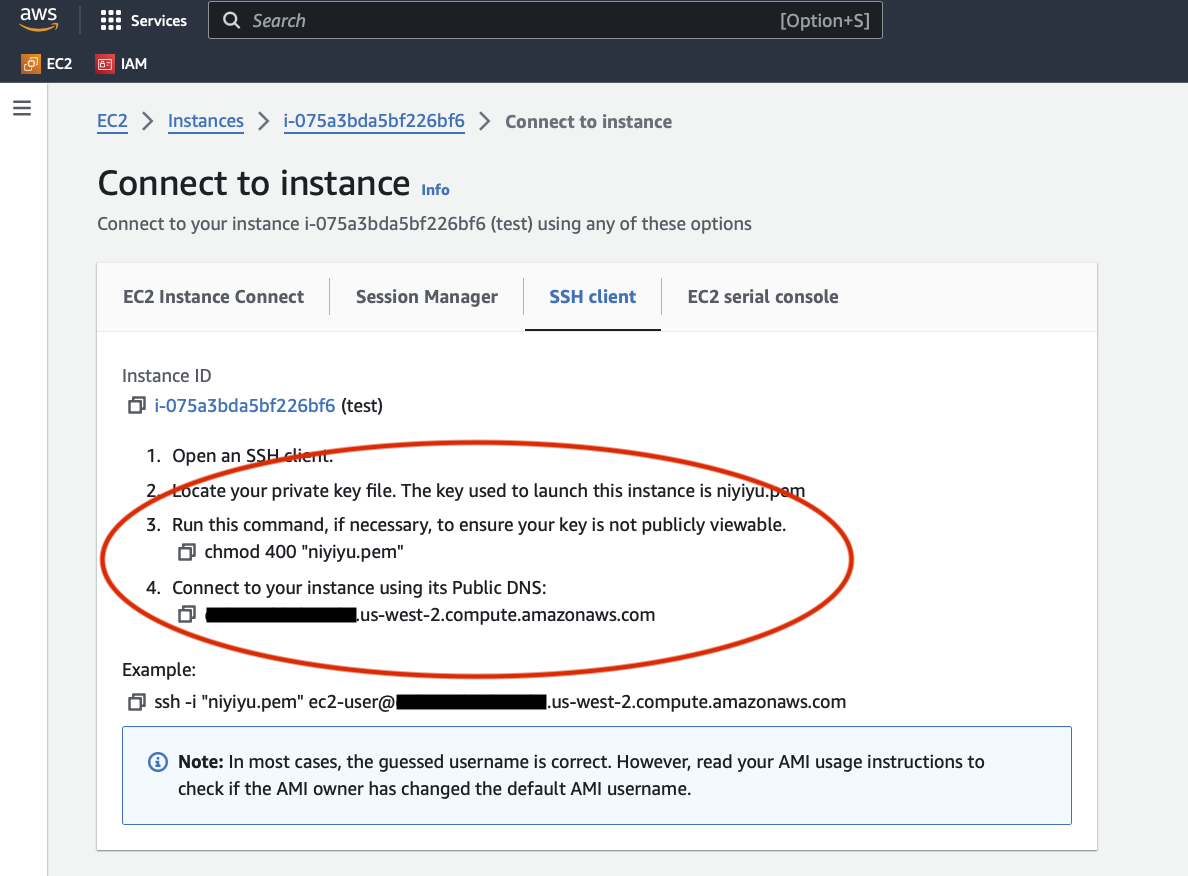 aws
Services
Search
[Option+S]
EC2
IAM
EC2 > Instances > i-075a3bda5bf226bf6 > Connect to instance
Connect to instance Info
Connect to your instance i-075a3bda5bf226bf6 (test) using any of these options
EC2 Instance Connect
Session Manager
SSH client
EC2 serial console
Instance ID
i-075a3bda5bf226bf6 (test)
1. Open an SSH client.
2. Locate your private key file. The key used to launch this instance is niyiyu.pem
3. Run this command, if necessary, to ensure your key is not publicly viewable.
chmod 400 "niyiyu.pem"
4. Connect to your instance using its Public DNS:
.us-west-2.compute.amazonaws.com
Example:
ssh -i "niyiyu.pem" ec2-user@ .us-west-2.compute.amazonaws.com
Note: In most cases, the guessed username is correct. However, read your AMI usage instructions to
check if the AMI owner has changed the default AMI username.